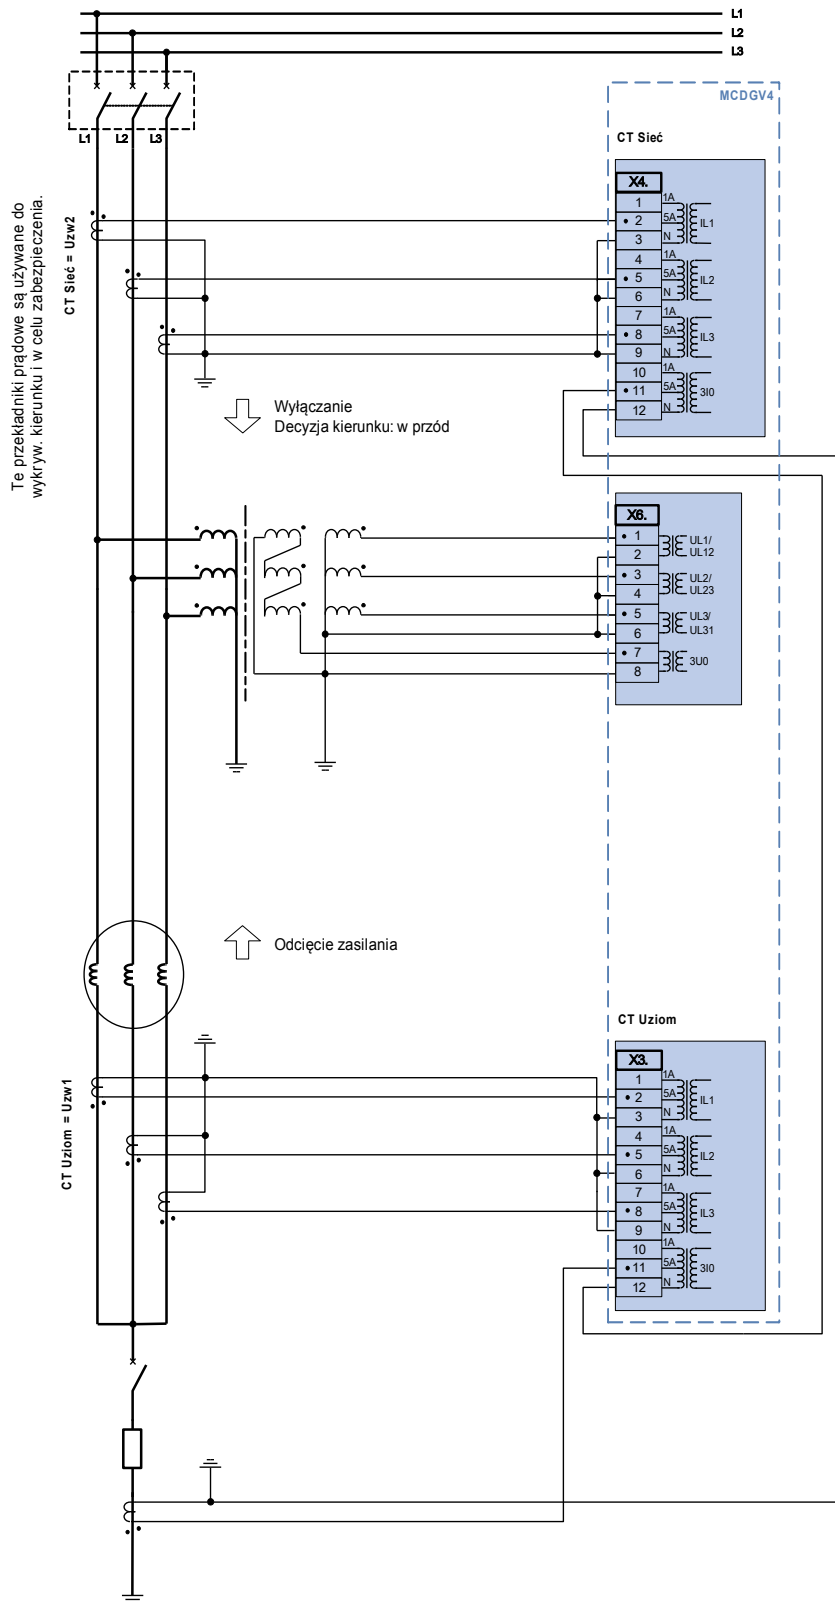 L1
L2
L3
MCDGV4
L1 L2 L3
CT Sieć
Te przekładniki prądowe są używane do
wykryw. kierunku i w celu zabezpieczenia.
CT Sieć = Uzw2
X4.
1 1A
2 5A IL1
3 N
4 1A
5 5A IL2
6 N
7 1A
8 5A IL3
9 N
10 1A
11 5A 3I0
12 N
Wyłączanie
Decyzja kierunku: w przód
X6.
1 UL1/
2 UL12
3 UL2/
4 UL23
5 UL3/
6 UL31
7 3U0
8
Odcięcie zasilania
CT Uziom
CT Uziom = Uzw1
X3.
1 1A
2 5A IL1
3 N
4 1A
5 5A IL2
6 N
7 1A
8 5A IL3
9 N
10 1A
11 5A 3I0
12 N